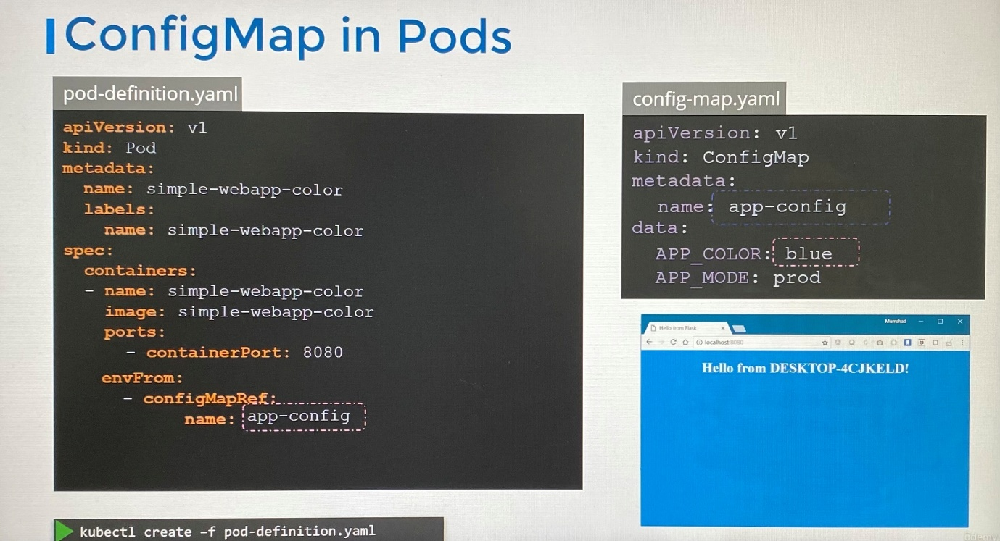 ConfigMap in Pods
pod-definition.yaml
apiVersion: v1
kind: Pod
metadata:
name: simple-webapp-color
labels:
name: simple-webapp-color
spec:
containers:
- name: simple-webapp-color
image: simple-webapp-color
ports:
- containerPort: 8080
envFrom:
- configMapRef:
name: app-config
kubectl create -f pod-definition.yaml
config-map.yaml
apiVersion: v1
kind: ConfigMap
metadata:
name: app-config
data:
APP_COLOR: blue
APP_MODE: prod
Mumshad
Hello from Flask
localhost:8080
Hello from DESKTOP-4CJKELD!
Udemy